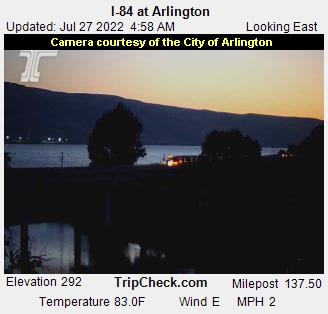 I-84 at Arlington
Updated: Jul 27 2022 4:58 AM Looking East
Camera courtesy of the City of Arlington
Elevation 292 TripCheck.com Milepost 137.50
Temperature 83.0F Wind E MPH 2